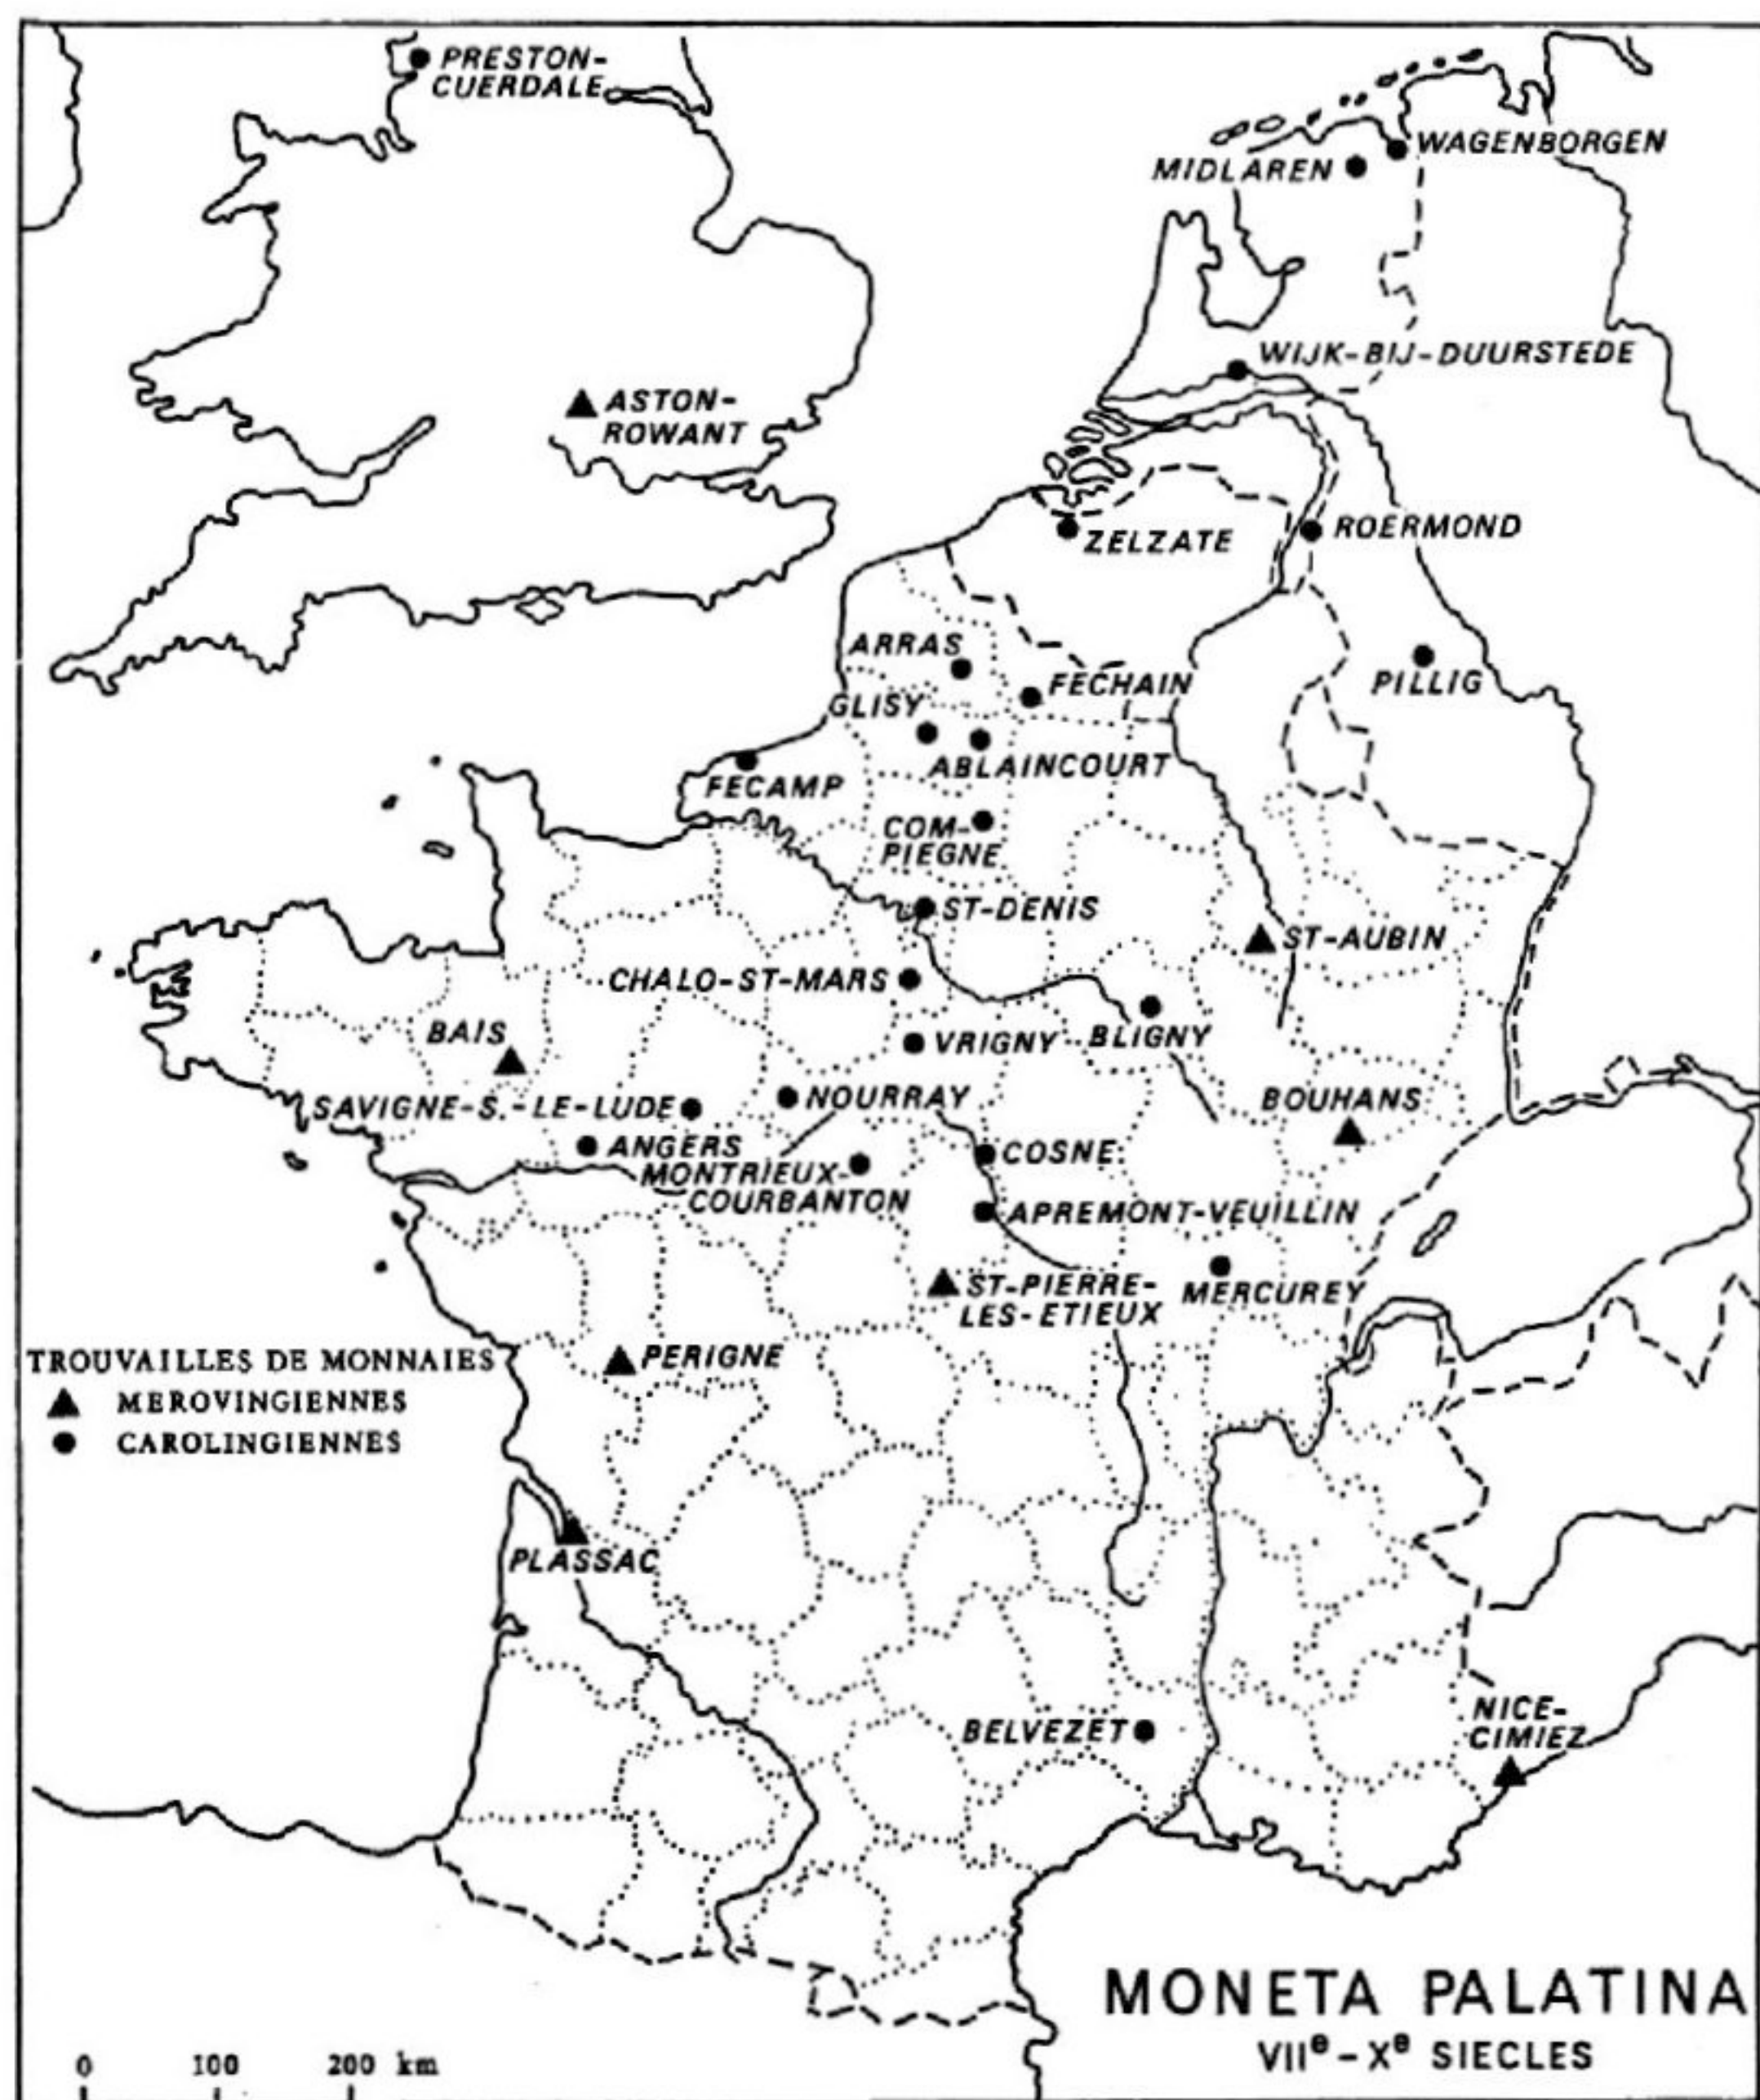 PRESTON-
CUERDALE
WAGENBORGEN
MIDLAREN
WIJK-BIJ-DUURSTEDE
ASTON-
ROWANT
ZELZATE
ROERMOND
ARRAS
FECHAIN
PILLIG
GLISY
ABLAINCOURT
FECAMP
COM-
PIEGNE
ST-DENIS
ST-AUBIN
CHALO-ST-MARS
BAIS
VRIGNY
BLIGNY
SAVIGNE-S.-LE-LUDE
NOURRAY
BOUHANS
ANGERS
COSNE
MONTRIEUX-
COURBANTON
APREMONT-VEUILLIN
ST-PIERRE-
LES-ETIEUX
MERCUREY
PERIGNE
TROUVAILLES DE MONNAIES
MEROVINGIENNES
CAROLINGIENNES
PLASSAC
BELVEZET
NICE-
CIMIEZ
MONETA PALATINA
VIIe-Xe SIECLES
0 100 200 km